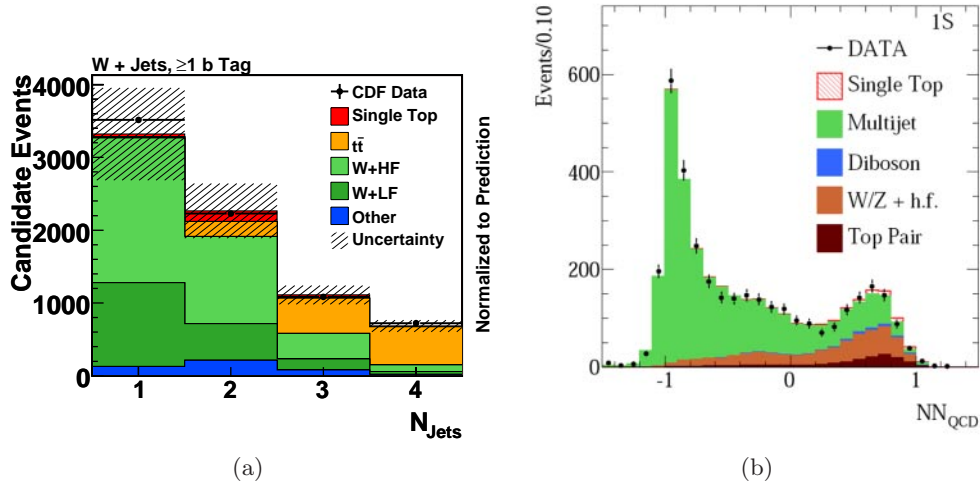 W + Jets, ≥1 b Tag
Candidate Events
4000
3000
2000
1000
0
CDF Data
Single Top
tt̄
W+HF
W+LF
Other
Uncertainty
Normalized to Prediction
1
2
3
4
N_Jets
(a)
1S
Events/0.10
600
400
200
0
DATA
Single Top
Multijet
Diboson
W/Z + h.f.
Top Pair
-1
0
1
NN_QCD
(b)